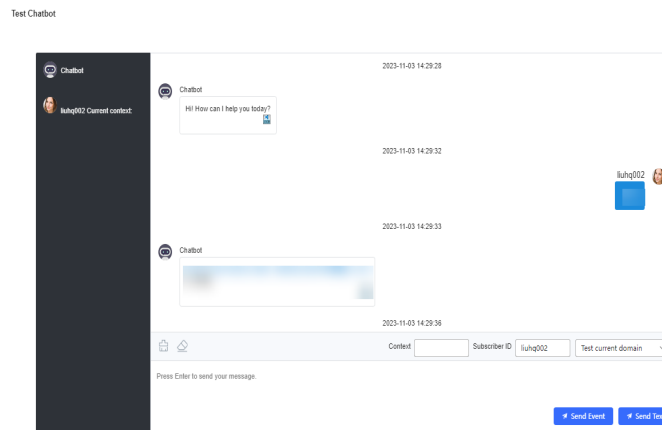 Test Chatbot
Chatbot
liuhq002 Current context:
2023-11-03 14:29:28
Chatbot
Hi! How can I help you today?
2023-11-03 14:29:32
liuhq002
2023-11-03 14:29:33
Chatbot
2023-11-03 14:29:36
Context
Subscriber ID
liuhq002
Test current domain
Press Enter to send your message.
Send Event
Send Tex